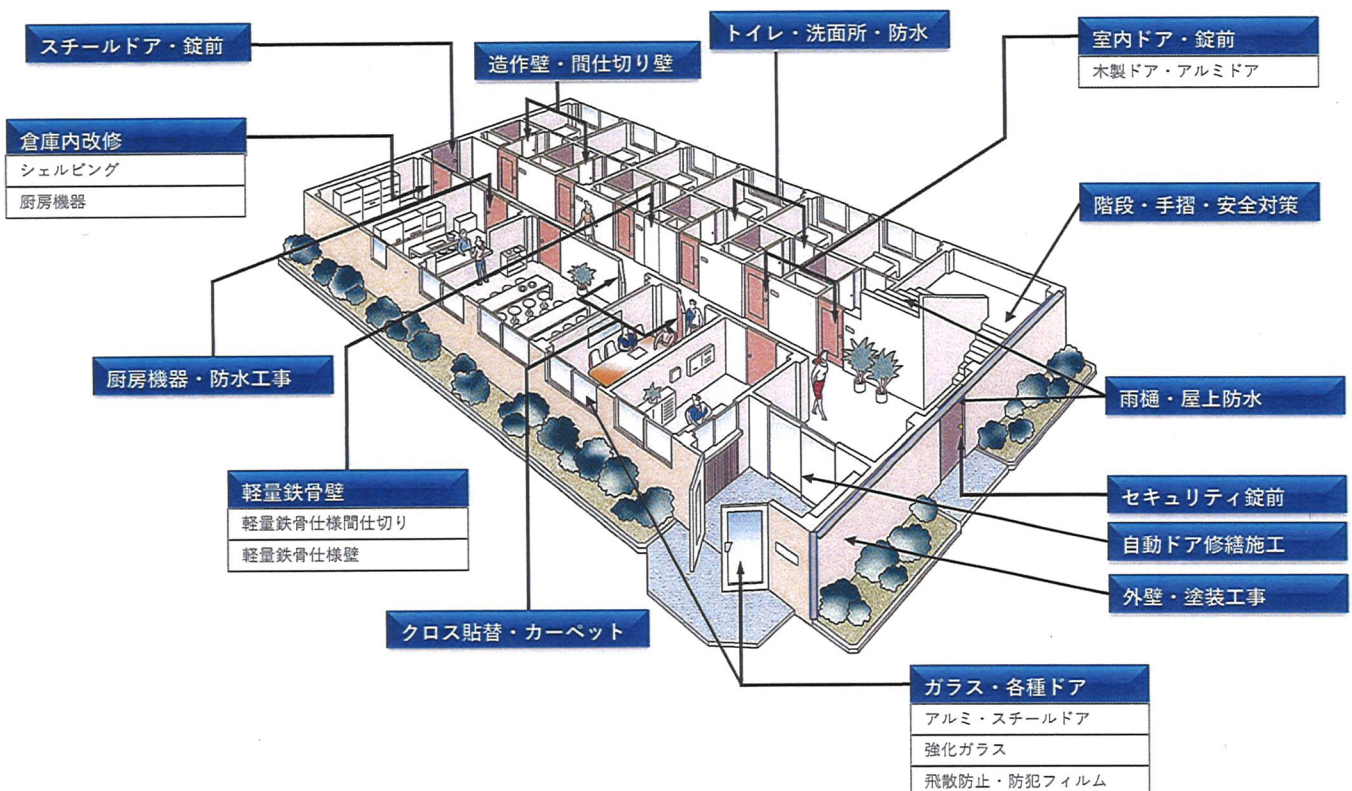 スチールドア・錠前
造作壁・間仕切り壁
トイレ・洗面所・防水
室内ドア・錠前
木製ドア・アルミドア
倉庫内改修
シェルビング
厨房機器
階段・手摺・安全対策
厨房機器・防水工事
雨樋・屋上防水
軽量鉄骨壁
軽量鉄骨仕様間仕切り
軽量鉄骨仕様壁
セキュリティ錠前
自動ドア修繕施工
外壁・塗装工事
クロス貼替・カーペット
ガラス・各種ドア
アルミ・スチールドア
強化ガラス
飛散防止・防犯フィルム